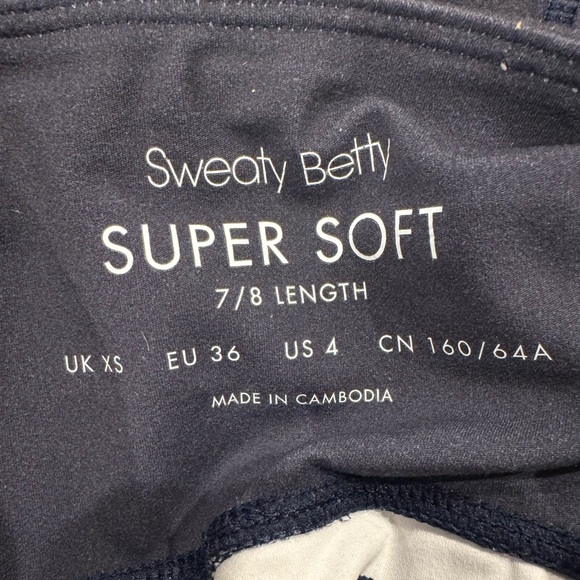 Sweaty Betty
SUPER SOFT
7/8 LENGTH
UK XS EU 36 US 4 CN 160/64A
MADE IN CAMBODIA